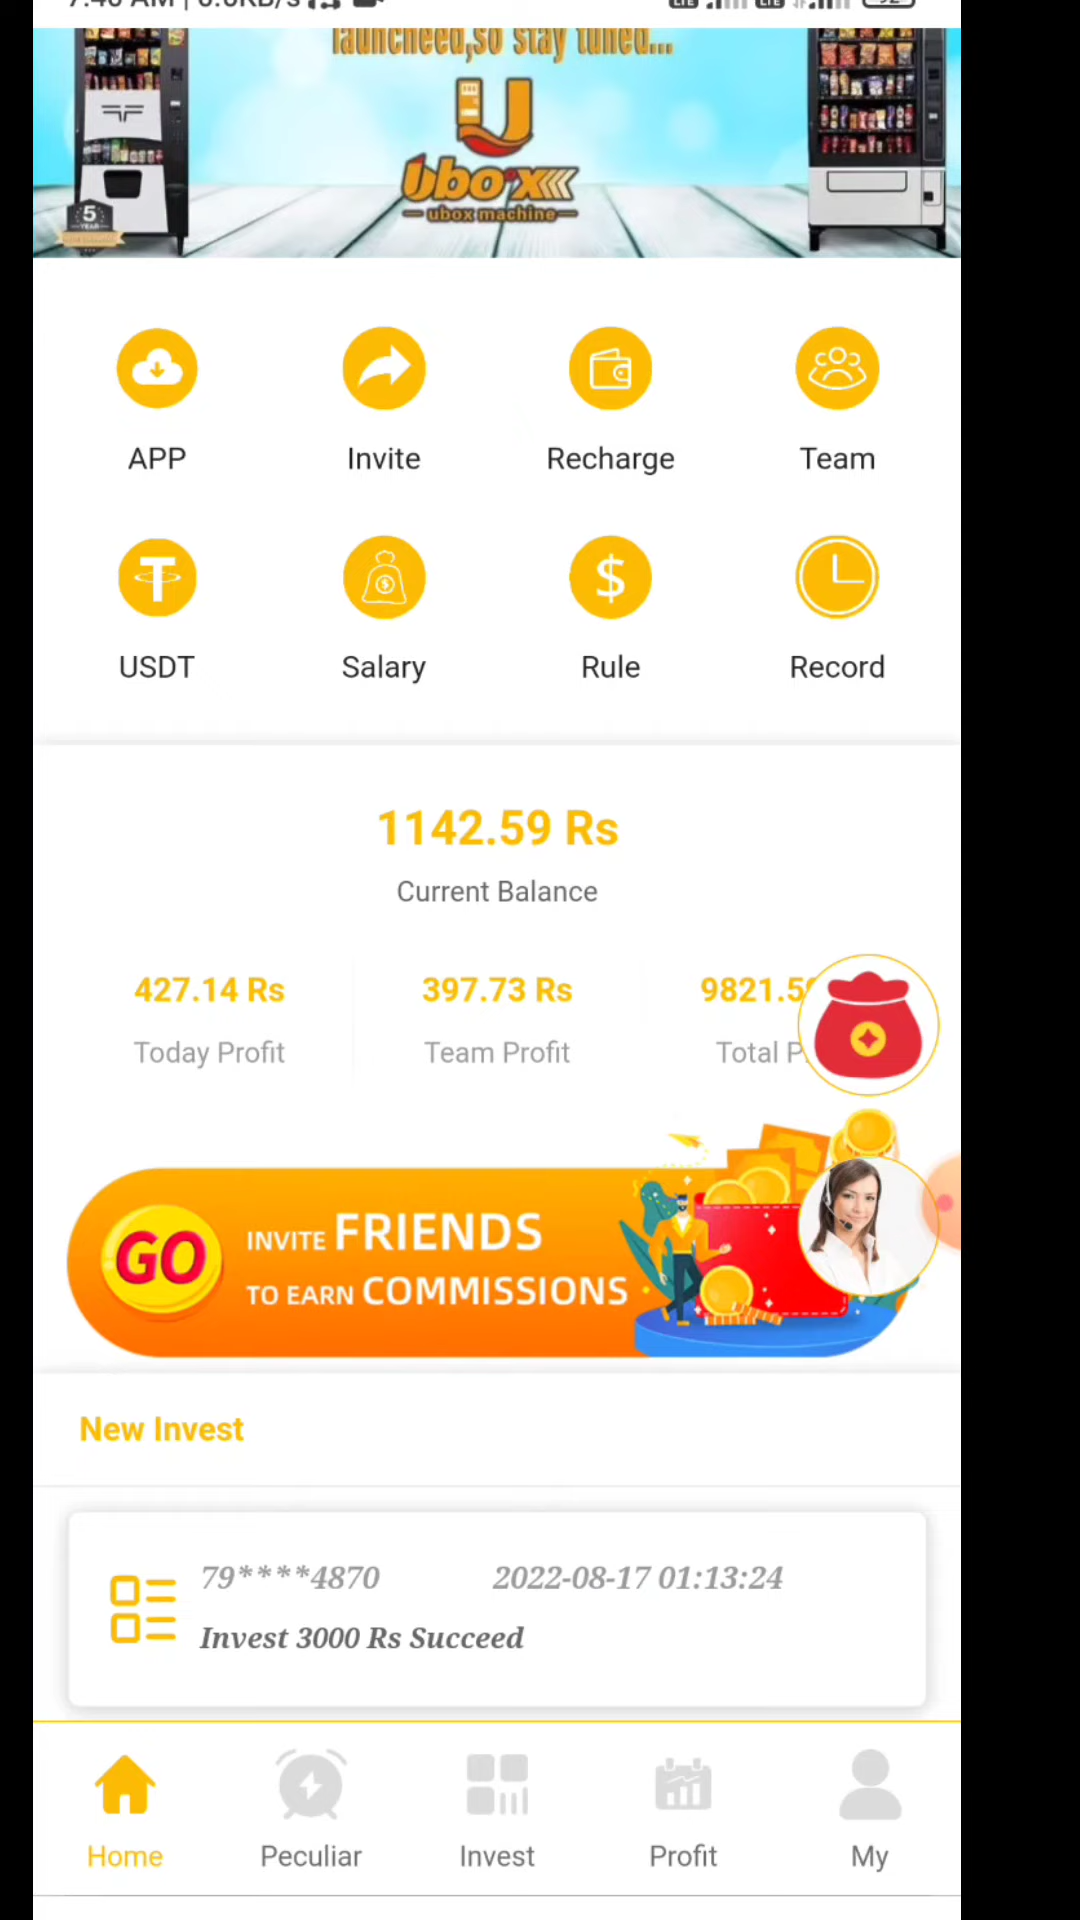 launcheed,so stay tuned...
U
Ubox
ubox machine
5
YEAR
APP
Invite
Recharge
Team
USDT
Salary
Rule
Record
1142.59 Rs
Current Balance
427.14 Rs
397.73 Rs
9821.5
Today Profit
Team Profit
Total P
GO
INVITE FRIENDS
TO EARN COMMISSIONS
New Invest
79****4870
2022-08-17 01:13:24
Invest 3000 Rs Succeed
Home
Peculiar
Invest
Profit
My